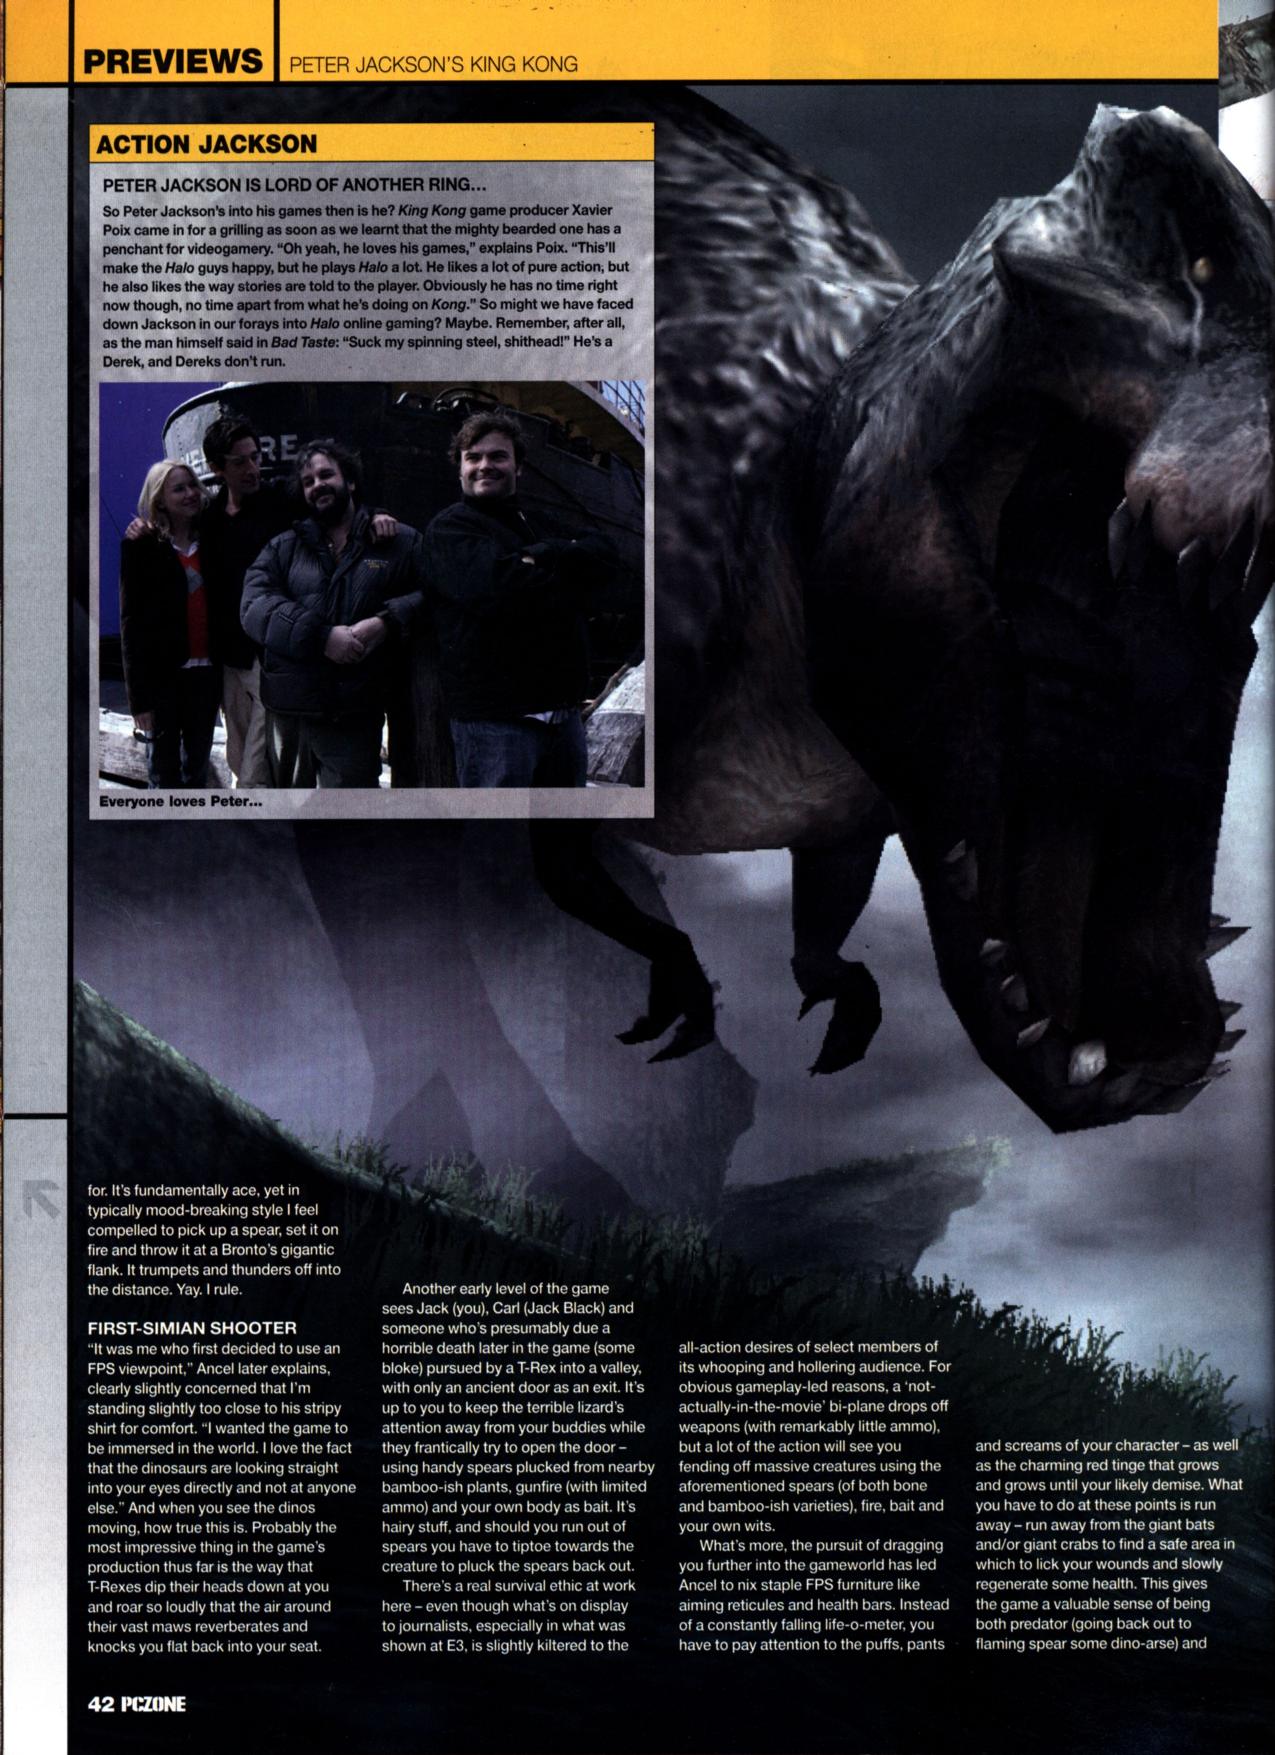 PREVIEWS
PETER JACKSON'S KING KONG
ACTION JACKSON
PETER JACKSON IS LORD OF ANOTHER RING...
So Peter Jackson's into his games then is he? King Kong game producer Xavier
Poix came in for a grilling as soon as we learnt that the mighty bearded one has a
penchant for videogamery. “Oh yeah, he loves his games,” explains Poix. “This'll
make the Halo guys happy, but he plays Halo a lot. He likes a lot of pure action, but
he also likes the way stories are told to the player. Obviously he has no time right
now though, no time apart from what he's doing on Kong.” So might we have faced
down Jackson in our forays into Halo online gaming? Maybe. Remember, after all,
as the man himself said in Bad Taste: “Suck my spinning steel, shithead!” He's a
Derek, and Dereks don't run.
RE
Everyone loves Peter...
for. It's fundamentally ace, yet in
typically mood-breaking style I feel
compelled to pick up a spear, set it on
fire and throw it at a Bronto's gigantic
flank. It trumpets and thunders off into
the distance. Yay. I rule.
FIRST-SIMIAN SHOOTER
“It was me who first decided to use an
FPS viewpoint,” Ancel later explains,
clearly slightly concerned that I'm
standing slightly too close to his stripy
shirt for comfort. “I wanted the game to
be immersed in the world. I love the fact
that the dinosaurs are looking straight
into your eyes directly and not at anyone
else.” And when you see the dinos
moving, how true this is. Probably the
most impressive thing in the game's
production thus far is the way that
T-Rexes dip their heads down at you
and roar so loudly that the air around
their vast maws reverberates and
knocks you flat back into your seat.
Another early level of the game
sees Jack (you), Carl (Jack Black) and
someone who's presumably due a
horrible death later in the game (some
bloke) pursued by a T-Rex into a valley,
with only an ancient door as an exit. It's
up to you to keep the terrible lizard's
attention away from your buddies while
they frantically try to open the door –
using handy spears plucked from nearby
bamboo-ish plants, gunfire (with limited
ammo) and your own body as bait. It's
hairy stuff, and should you run out of
spears you have to tiptoe towards the
creature to pluck the spears back out.
There's a real survival ethic at work
here – even though what's on display
to journalists, especially in what was
shown at E3, is slightly kiltered to the
all-action desires of select members of
its whooping and hollering audience. For
obvious gameplay-led reasons, a ‘not-
actually-in-the-movie’ bi-plane drops off
weapons (with remarkably little ammo),
but a lot of the action will see you
fending off massive creatures using the
aforementioned spears (of both bone
and bamboo-ish varieties), fire, bait and
your own wits.
What's more, the pursuit of dragging
you further into the gameworld has led
Ancel to nix staple FPS furniture like
aiming reticules and health bars. Instead
of a constantly falling life-o-meter, you
have to pay attention to the puffs, pants
and screams of your character – as well
as the charming red tinge that grows
and grows until your likely demise. What
you have to do at these points is run
away – run away from the giant bats
and/or giant crabs to find a safe area in
which to lick your wounds and slowly
regenerate some health. This gives
the game a valuable sense of being
both predator (going back out to
flaming spear some dino-arse) and
42 PCZONE